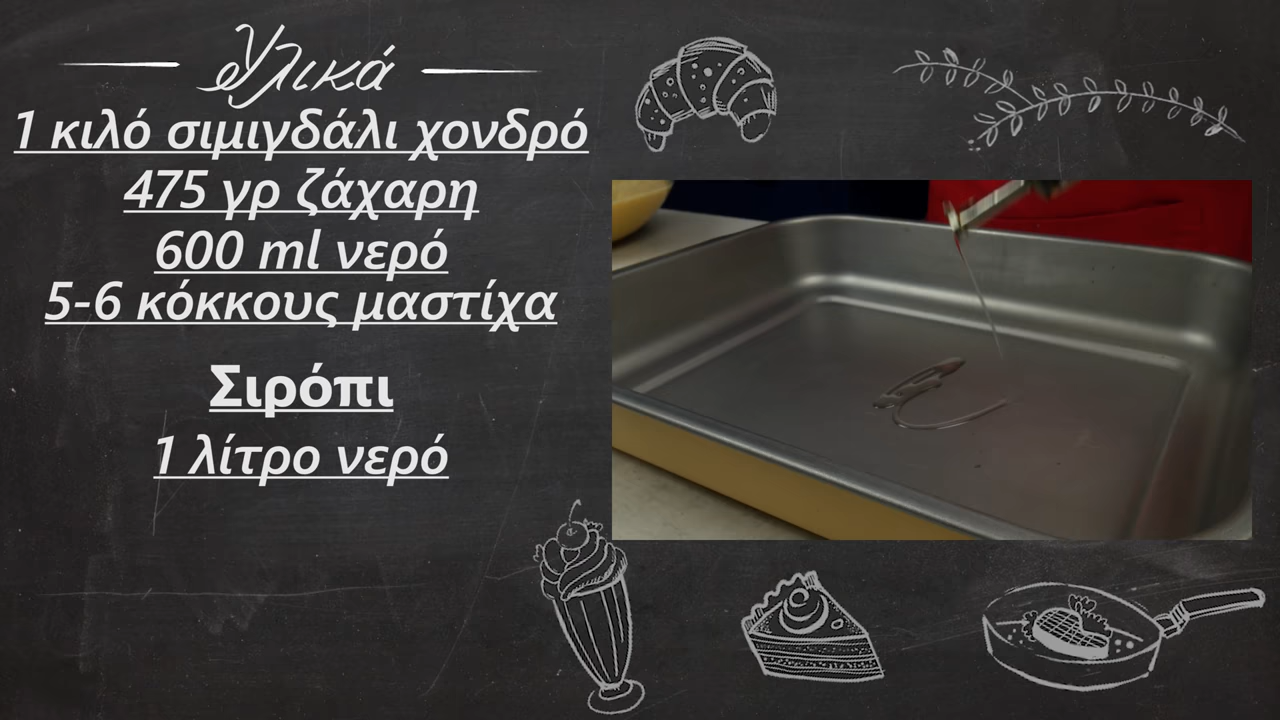 Υλικά
1 κιλό σιμιγδάλι χονδρό
475 γρ ζάχαρη
600 ml νερό
5-6 κόκκους μαστίχα
Σιρόπι
1 λίτρο νερό